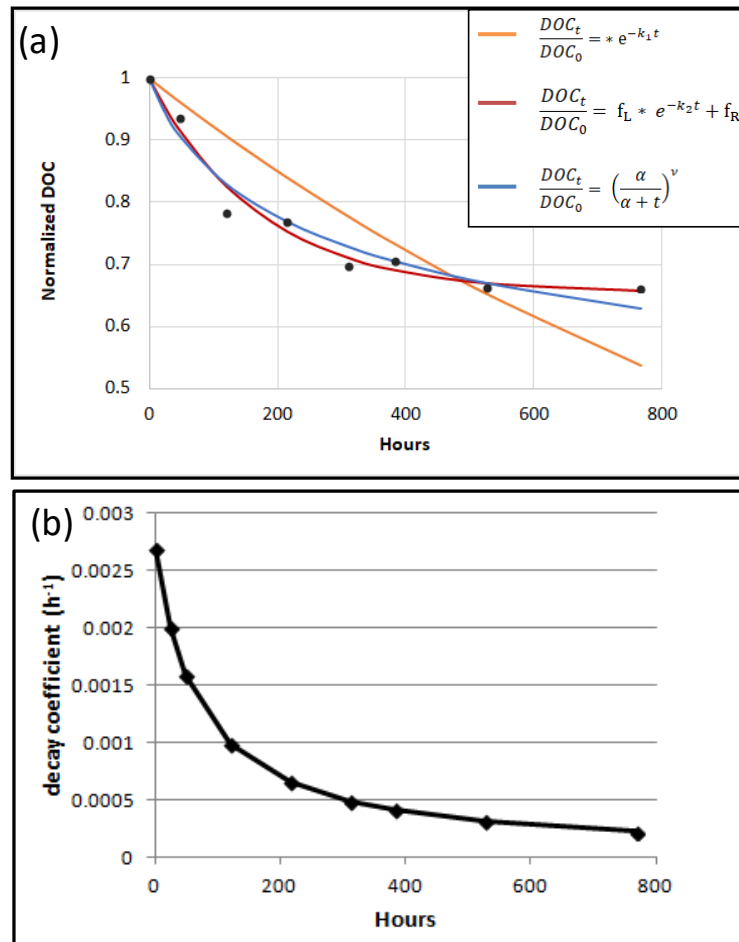 (a)
DOC_t/DOC_0 = * e^{-k_1 t}
DOC_t/DOC_0 = f_L * e^{-k_2 t} + f_R
DOC_t/DOC_0 = (α/(α + t))^ν
Normalized DOC
1
0.9
0.8
0.7
0.6
0.5
0 200 400 600 800
Hours
(b)
decay coefficient (h^{-1})
0.003
0.0025
0.002
0.0015
0.001
0.0005
0
0 200 400 600 800
Hours